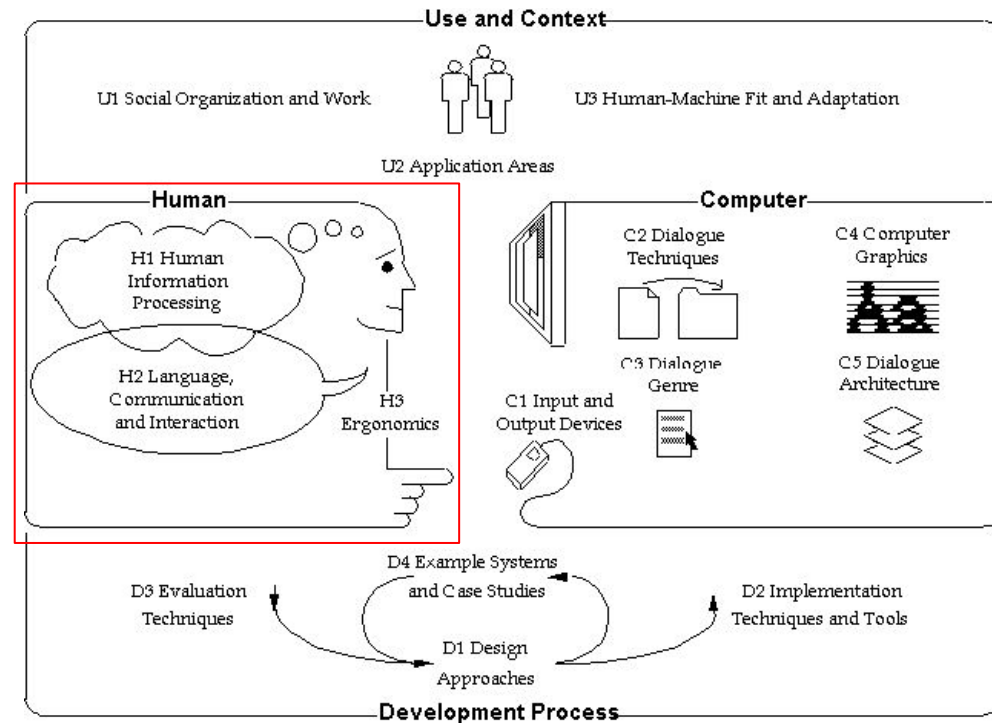 Use and Context
U1 Social Organization and Work
U3 Human-Machine Fit and Adaptation
U2 Application Areas
Human
H1 Human
Information
Processing
H2 Language,
Communication
and Interaction
H3
Ergonomics
Computer
C2 Dialogue
Techniques
C4 Computer
Graphics
Aa
C3 Dialogue
Genre
C5 Dialogue
Architecture
C1 Input and
Output Devices
D4 Example Systems
and Case Studies
D3 Evaluation
Techniques
D2 Implementation
Techniques and Tools
D1 Design
Approaches
Development Process